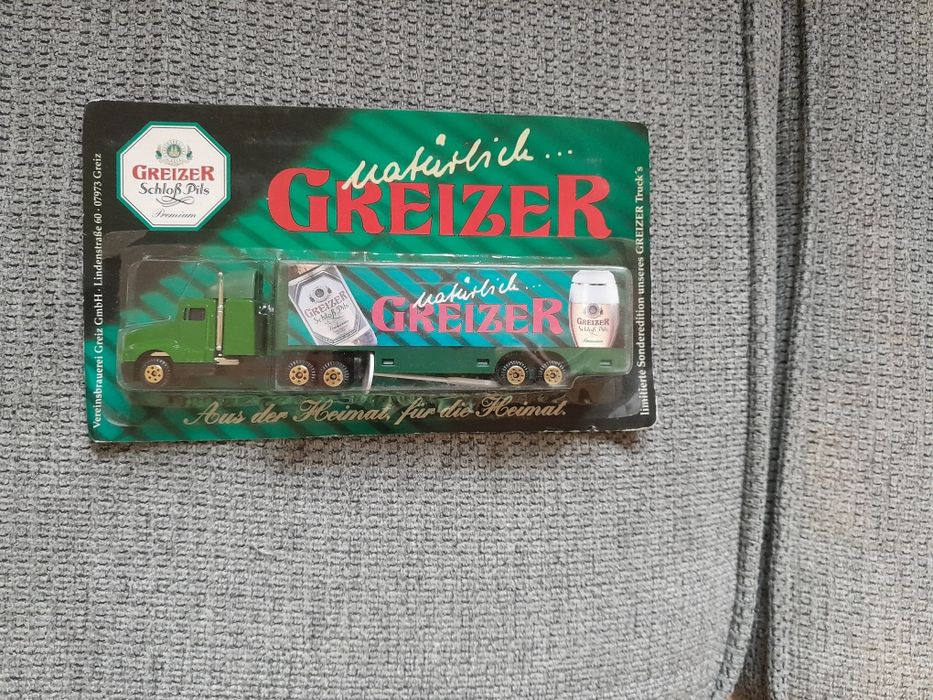 GREIZER
Schloß Pils
Premium
natürlich...
GREIZER
Vereinsbrauerei Greiz GmbH · Lindenstraße 60 · 07973 Greiz
GREIZER
Schloß Pils
natürlich...
GREIZER
GREIZER
Schloß Pils
limitierte Sonderedition unseres GREIZER Truck's
Aus der Heimat, für die Heimat.